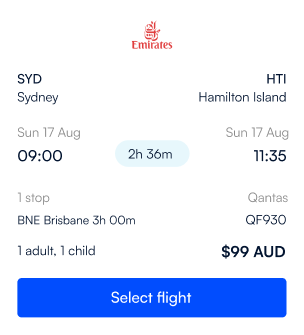 Emirates
SYD HTI
Sydney Hamilton Island
Sun 17 Aug Sun 17 Aug
09:00 2h 36m 11:35
1 stop Qantas
BNE Brisbane 3h 00m QF930
1 adult, 1 child $99 AUD
Select flight